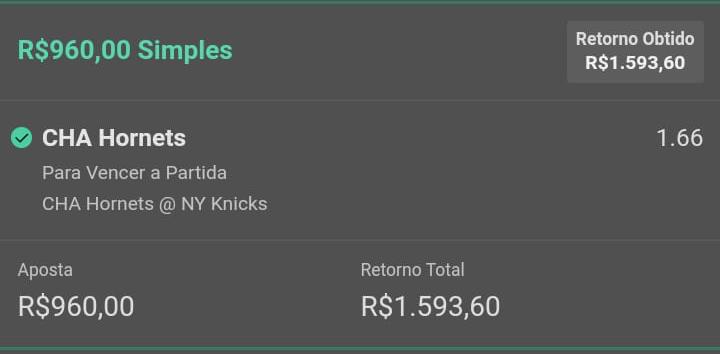 R$960,00 Simples
Retorno Obtido
R$1.593,60
CHA Hornets
1.66
Para Vencer a Partida
CHA Hornets @ NY Knicks
Aposta
Retorno Total
R$960,00
R$1.593,60